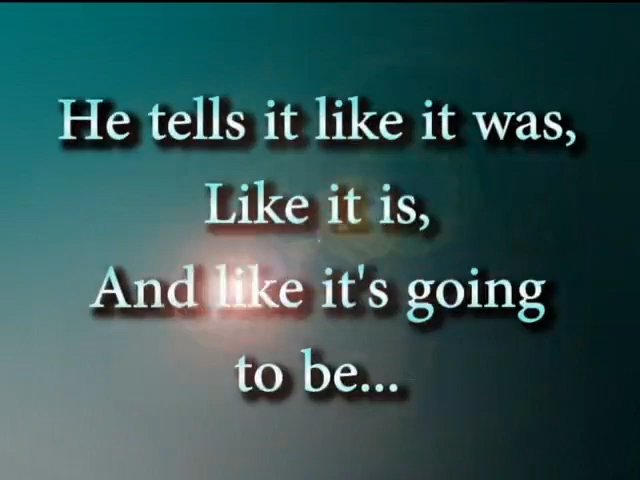 He tells it like it was,
Like it is,
And like it's going
to be...